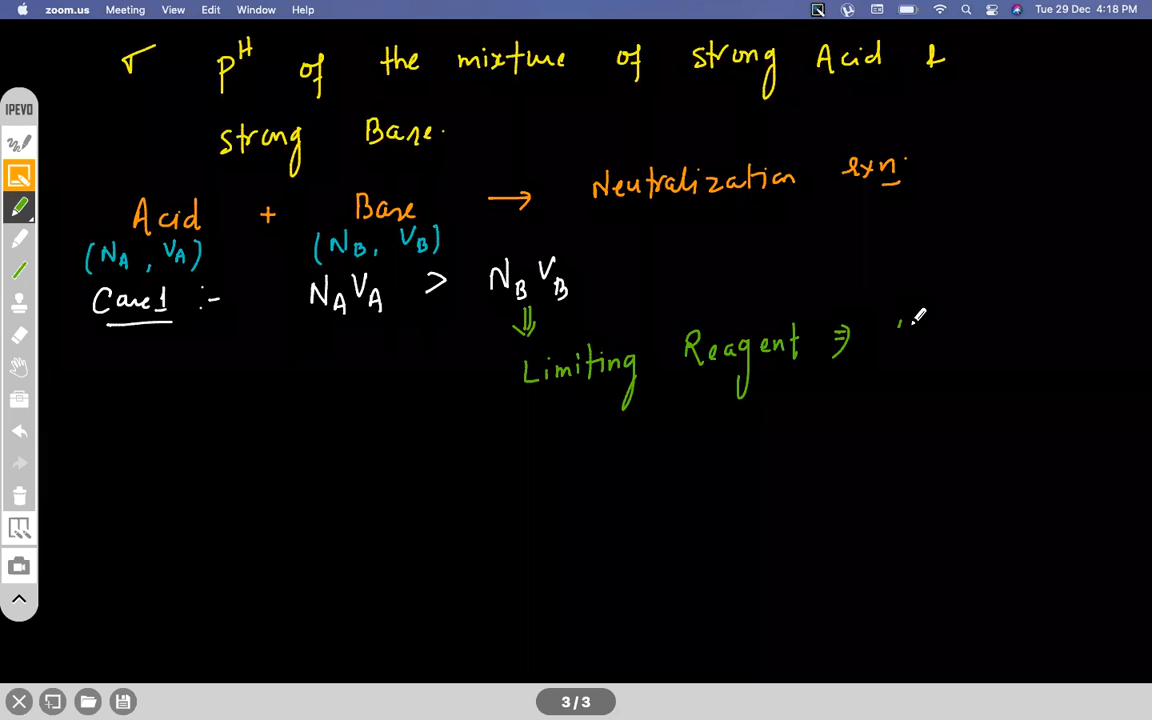 zoom.us Meeting View Edit Window Help Tue 29 Dec 4:18 PM
pH of the mixture of strong Acid &
strong Base.
IPEVO
Acid + Base → Neutralization rxn.
(NA, VA) (NB, VB)
Case 1 :- NAVA > NBVB
⇓
Limiting Reagent ⇒
3/3